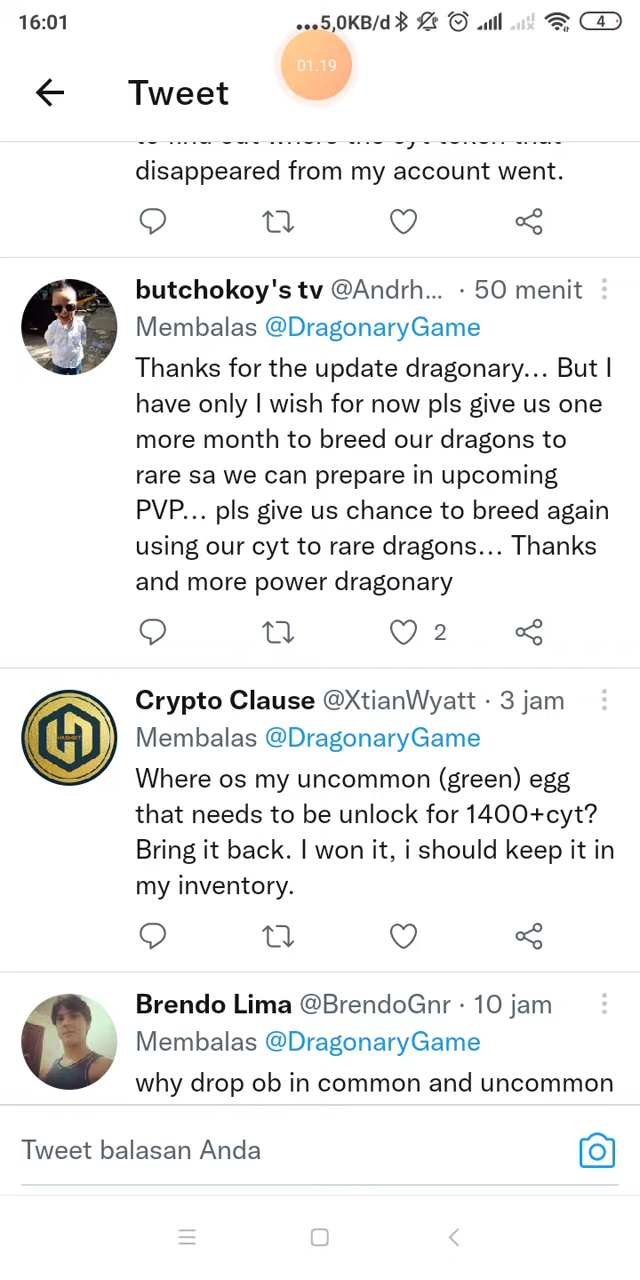 16:01
...5,0KB/d
4
01.19
Tweet
disappeared from my account went.
butchokoy's tv @Andrh... · 50 menit
Membalas @DragonaryGame
Thanks for the update dragonary... But I
have only I wish for now pls give us one
more month to breed our dragons to
rare sa we can prepare in upcoming
PVP... pls give us chance to breed again
using our cyt to rare dragons... Thanks
and more power dragonary
2
Crypto Clause @XtianWyatt · 3 jam
Membalas @DragonaryGame
Where os my uncommon (green) egg
that needs to be unlock for 1400+cyt?
Bring it back. I won it, i should keep it in
my inventory.
Brendo Lima @BrendoGnr · 10 jam
Membalas @DragonaryGame
why drop ob in common and uncommon
Tweet balasan Anda